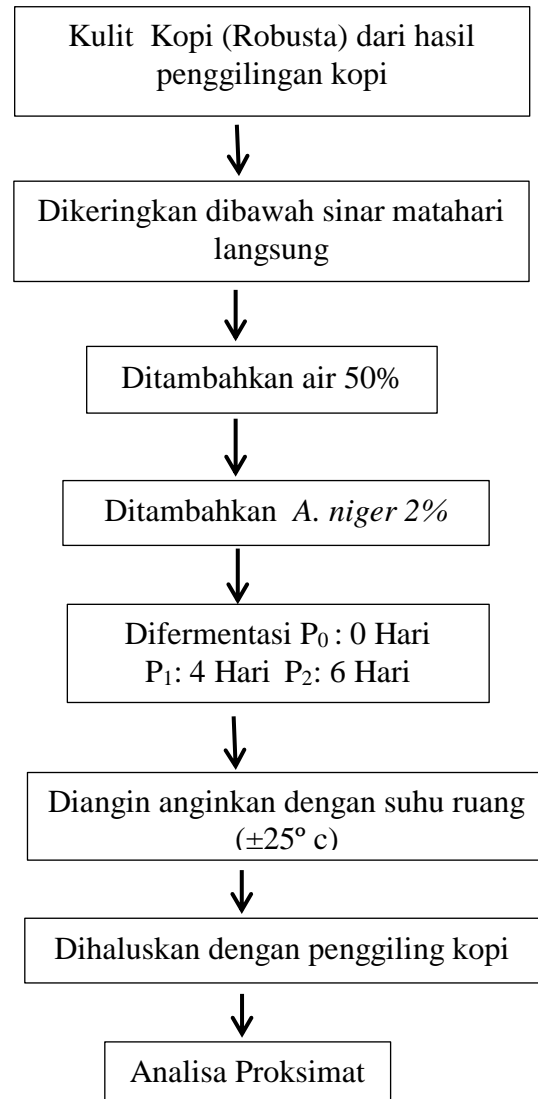 Kulit Kopi (Robusta) dari hasil
penggilingan kopi
Dikeringkan dibawah sinar matahari
langsung
Ditambahkan air 50%
Ditambahkan A. niger 2%
Difermentasi P₀ : 0 Hari
P₁: 4 Hari P₂: 6 Hari
Diangin anginkan dengan suhu ruang
(±25º c)
Dihaluskan dengan penggiling kopi
Analisa Proksimat